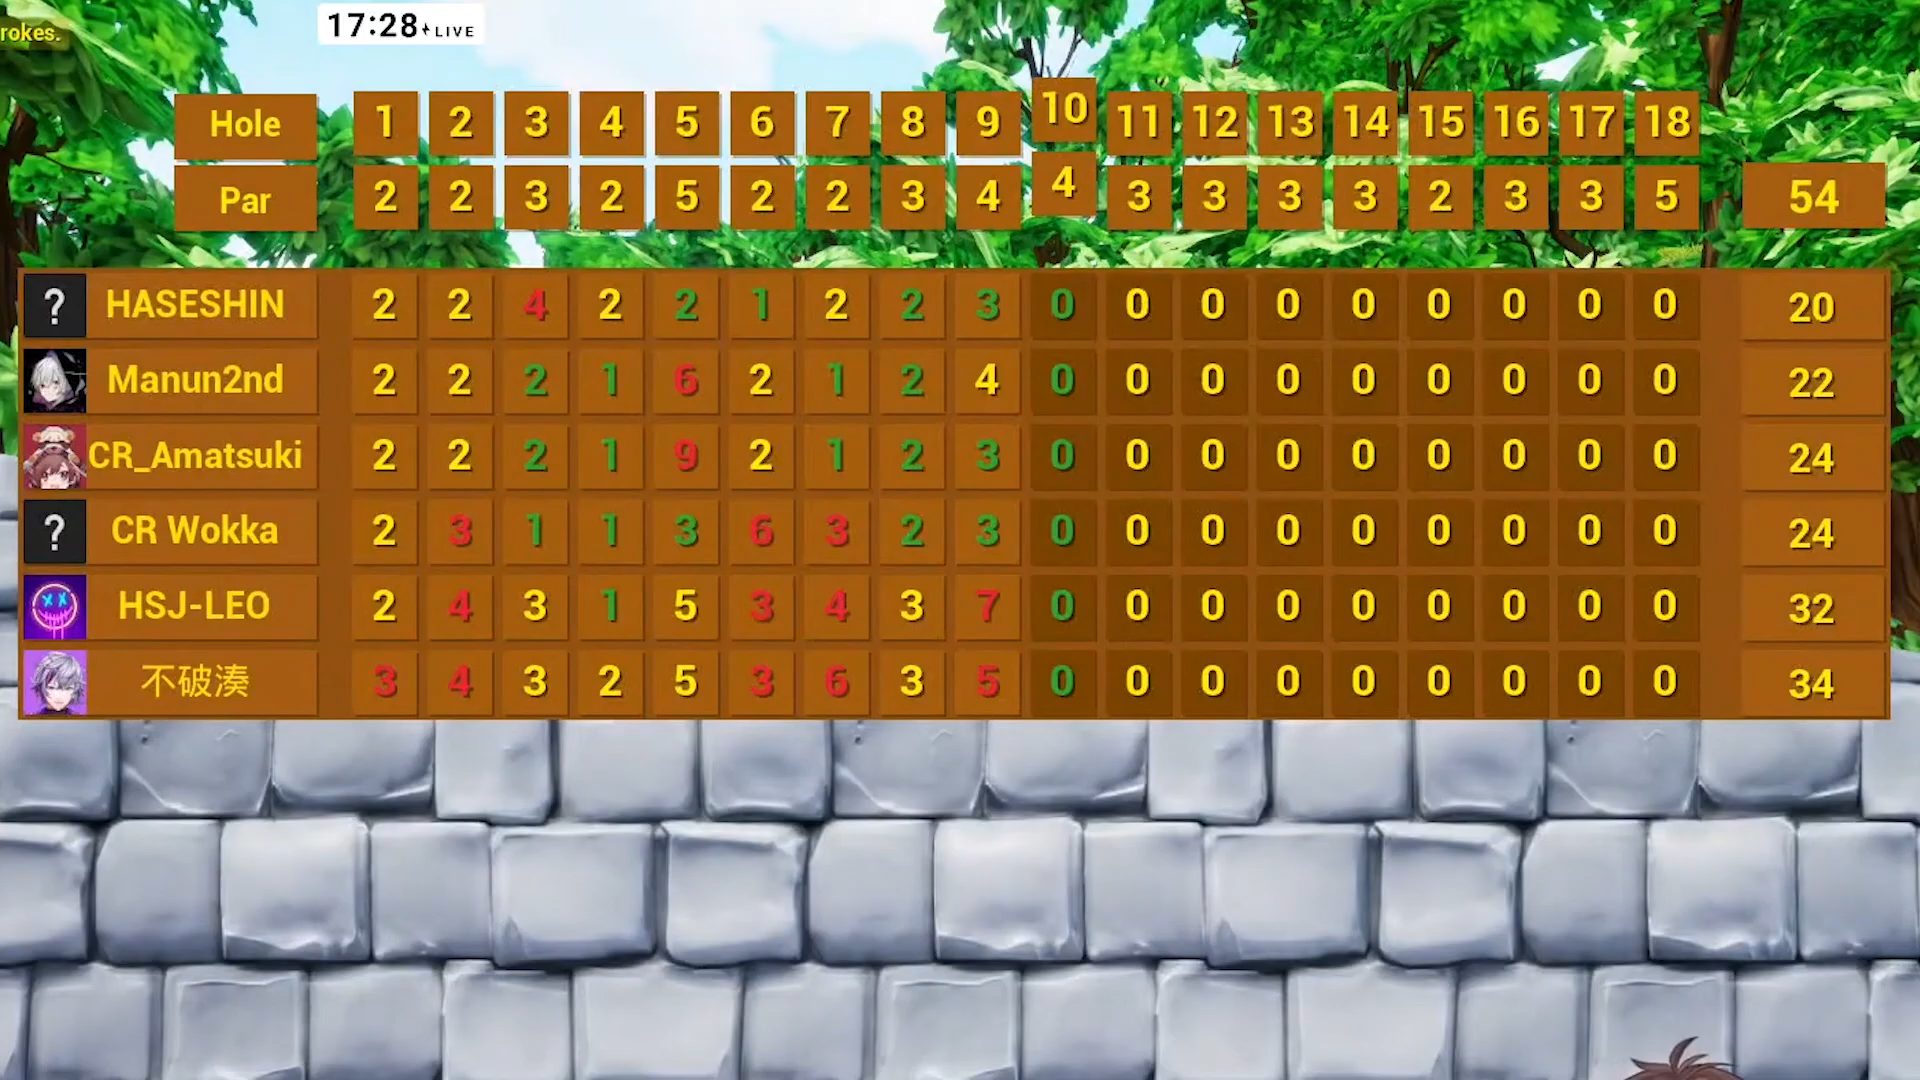 rokes.
17:28 LIVE
Hole 1 2 3 4 5 6 7 8 9 10 11 12 13 14 15 16 17 18
Par 2 2 3 2 5 2 2 3 4 4 3 3 3 3 2 3 3 5 54
? HASESHIN 2 2 4 2 2 1 2 2 3 0 0 0 0 0 0 0 0 0 20
Manun2nd 2 2 2 1 6 2 1 2 4 0 0 0 0 0 0 0 0 0 22
CR_Amatsuki 2 2 2 1 9 2 1 2 3 0 0 0 0 0 0 0 0 0 24
? CR Wokka 2 3 1 1 3 6 3 2 3 0 0 0 0 0 0 0 0 0 24
HSJ-LEO 2 4 3 1 5 3 4 3 7 0 0 0 0 0 0 0 0 0 32
不破湊 3 4 3 2 5 3 6 3 5 0 0 0 0 0 0 0 0 0 34